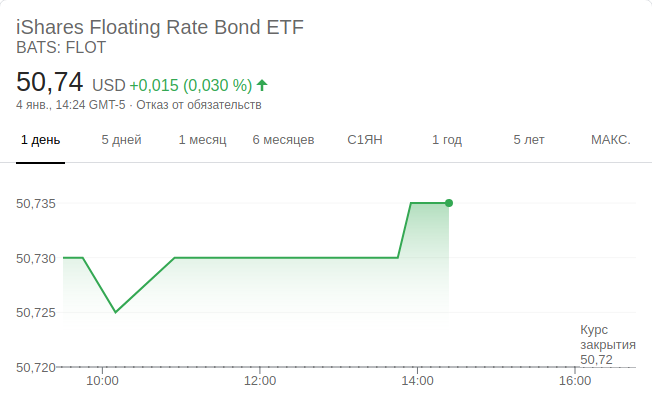 iShares Floating Rate Bond ETF
BATS: FLOT
50,74 USD +0,015 (0,030 %) ↑
4 янв., 14:24 GMT-5 · Отказ от обязательств
1 день 5 дней 1 месяц 6 месяцев С1ЯН 1 год 5 лет МАКС.
50,735
50,730
50,725
Курс
закрытия
50,72
50,720
10:00 12:00 14:00 16:00